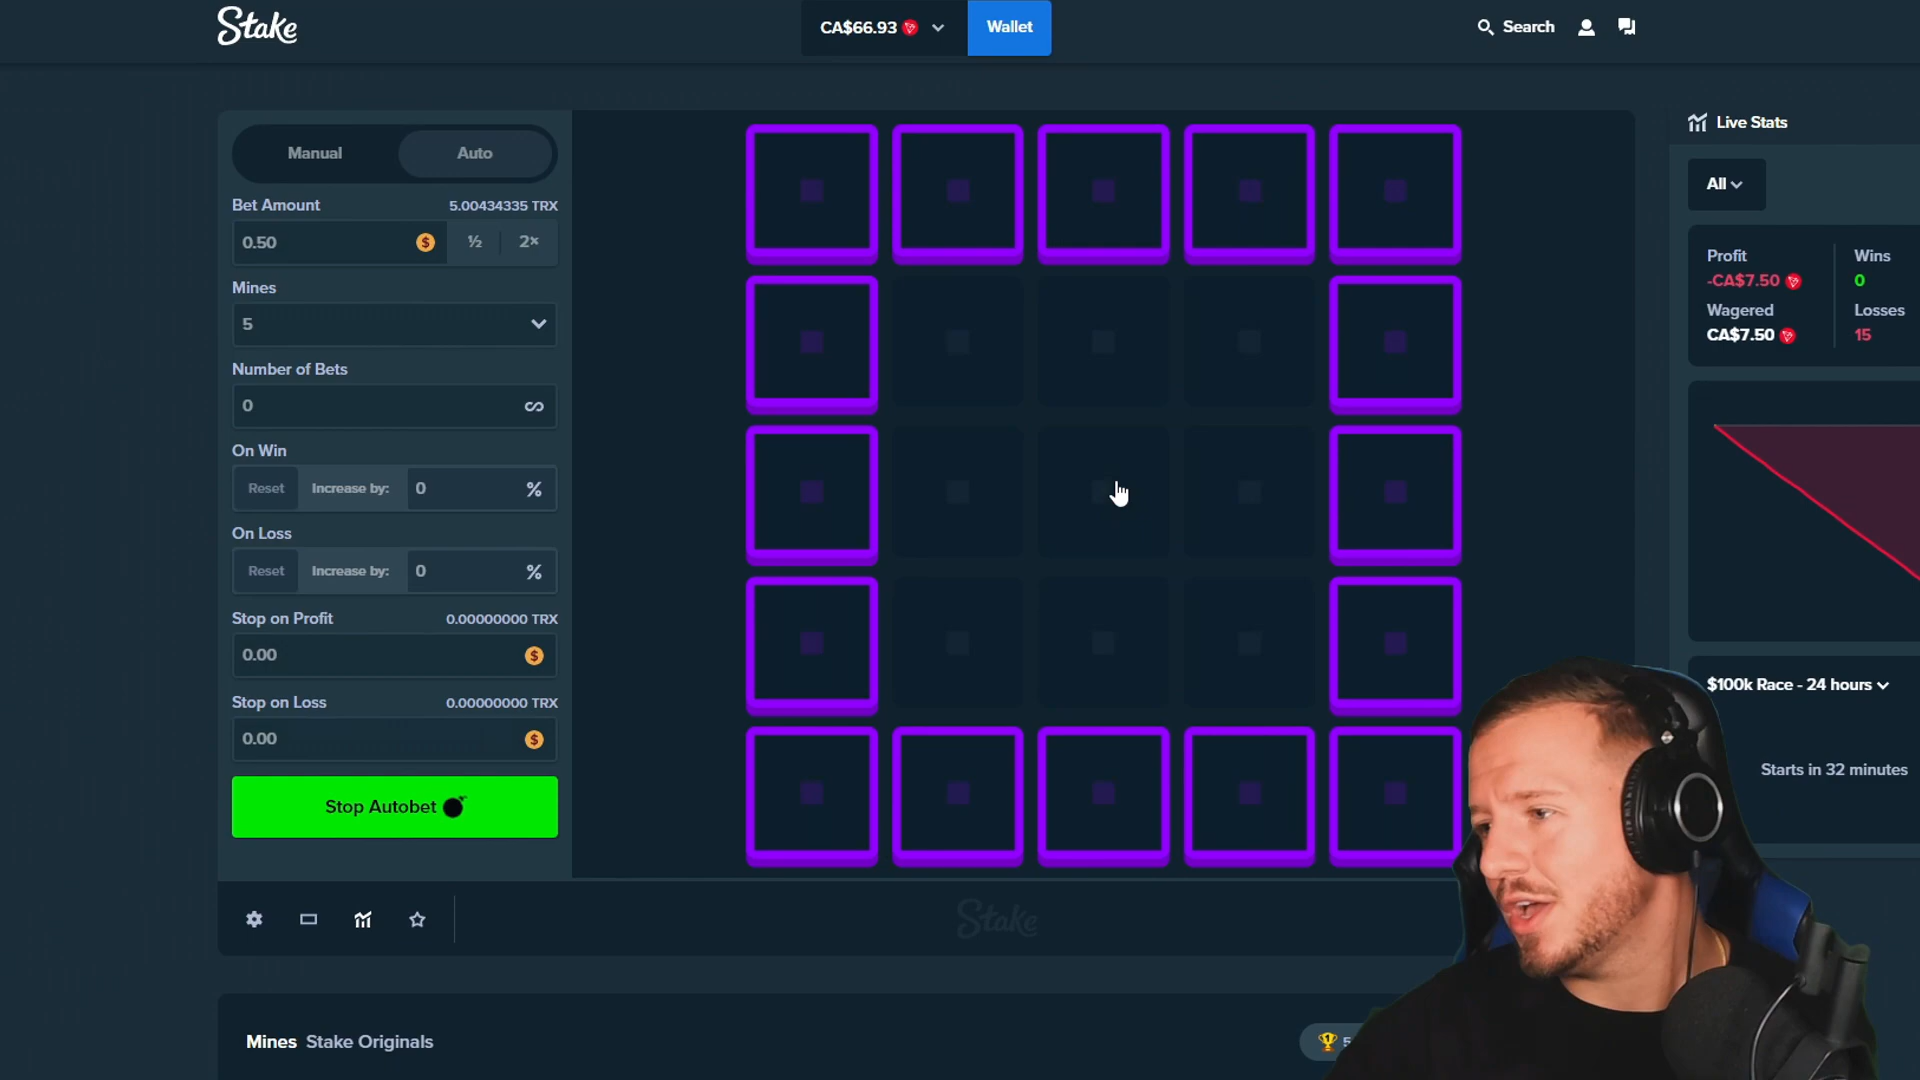 Stake
CA$66.93
Wallet
Search
Manual
Auto
Bet Amount
5.00434335 TRX
0.50
½
2×
Mines
5
Number of Bets
0
∞
On Win
Reset
Increase by:
0
%
On Loss
Reset
Increase by:
0
%
Stop on Profit
0.00000000 TRX
0.00
Stop on Loss
0.00000000 TRX
0.00
Stop Autobet
Live Stats
All
Profit
-CA$7.50
Wins
0
Wagered
CA$7.50
Losses
15
$100k Race - 24 hours
Starts in 32 minutes
Stake
Mines Stake Originals